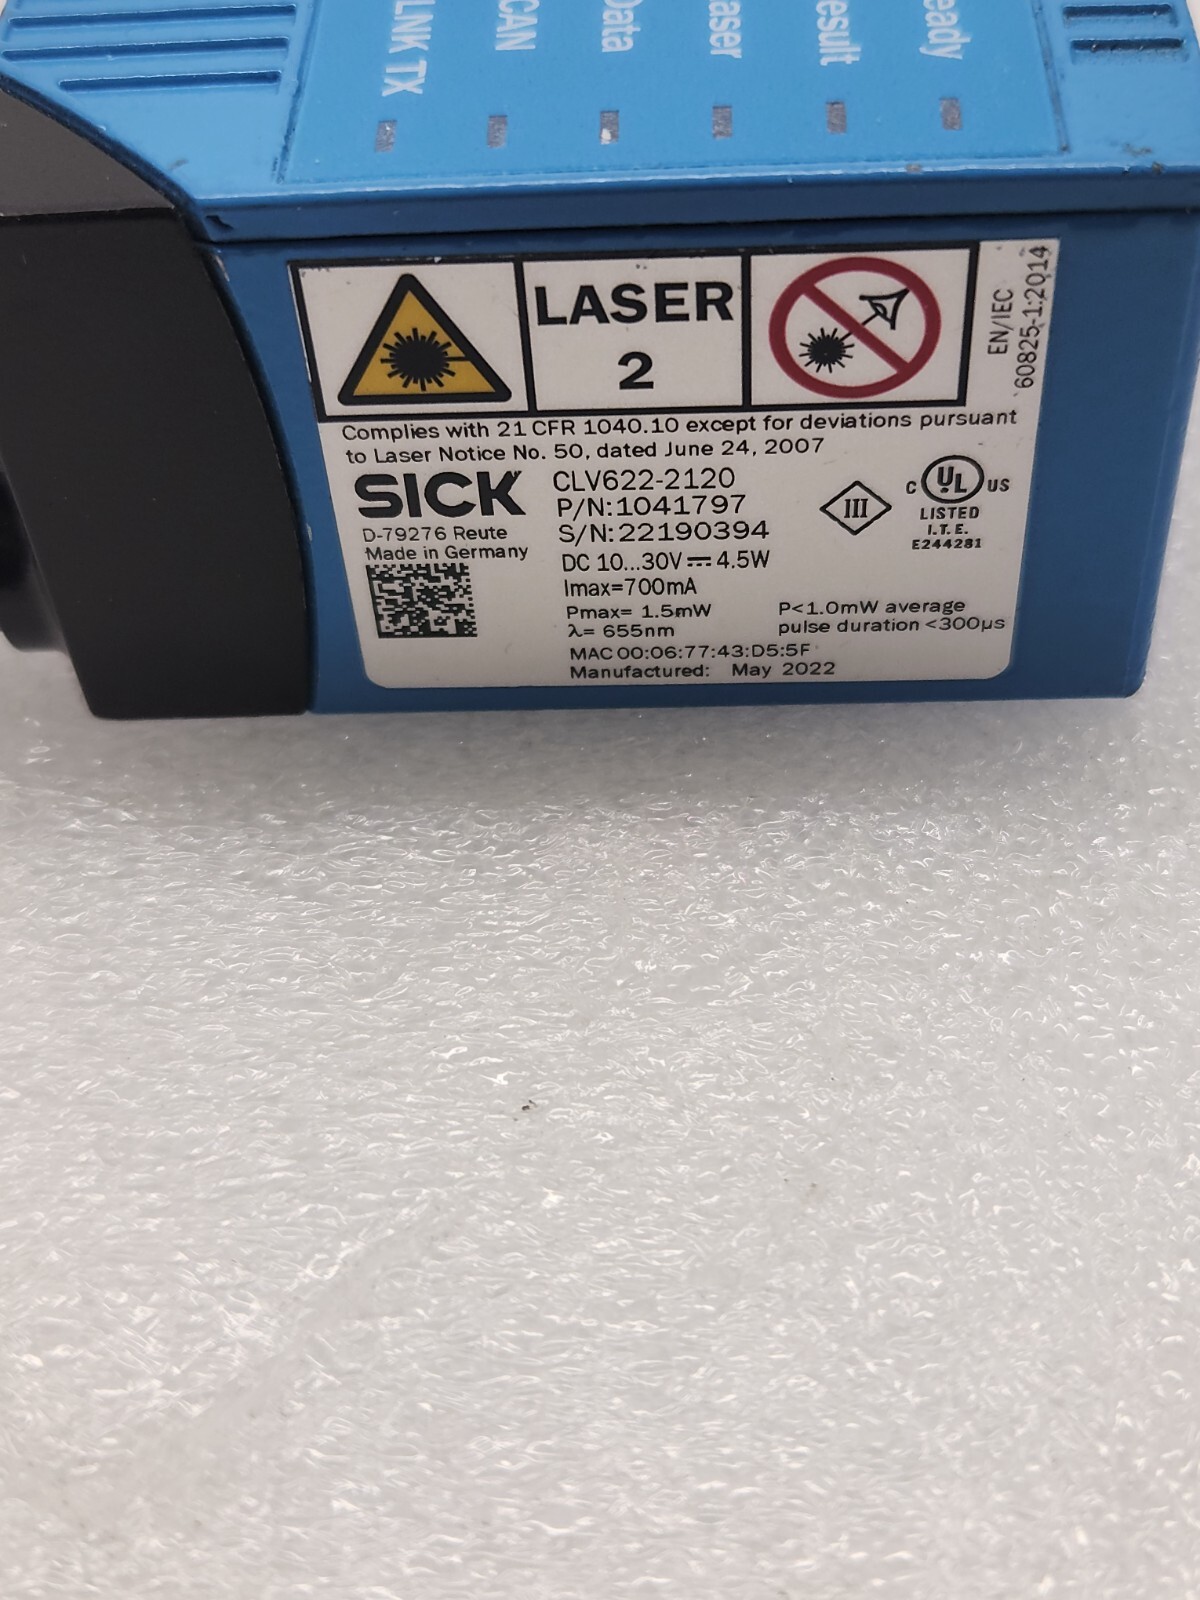 LNK TX
CAN
Data
aser
esult
eady
LASER
2
EN/IEC
60825-1:2014
Complies with 21 CFR 1040.10 except for deviations pursuant
to Laser Notice No. 50, dated June 24, 2007
SICK
D-79276 Reute
Made in Germany
CLV622-2120
P/N:1041797
S/N:22190394
DC 10...30V⎓4.5W
Imax=700mA
Pmax= 1.5mW
λ= 655nm
P<1.0mW average
pulse duration <300µs
MAC 00:06:77:43:D5:5F
Manufactured: May 2022
III
C UL US
LISTED
I.T.E.
E244281